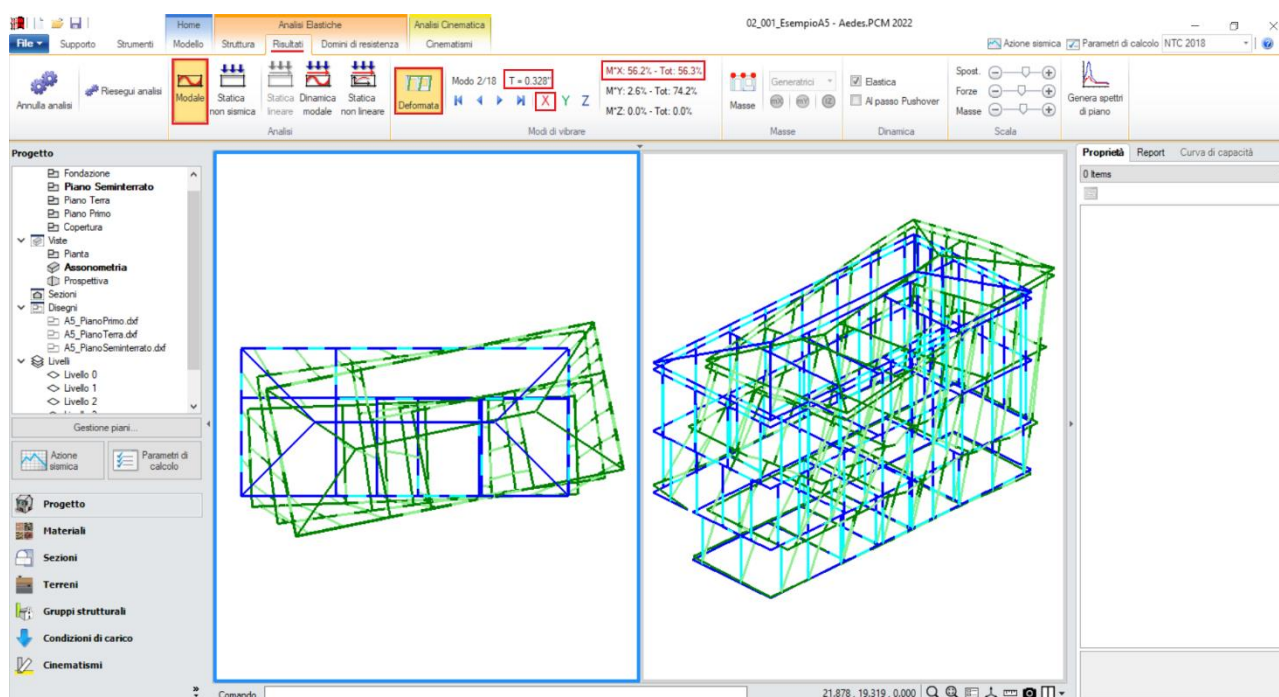 Home
Analisi Elastiche
Analisi Cinematica
02_001_EsempioA5 - Aedes.PCM 2022
File
Supporto
Strumenti
Modello
Struttura
Risultati
Domini di resistenza
Cinematismi
Azione sismica
Parametri di calcolo
NTC 2018
Annulla analisi
Riesegui analisi
Modale
Statica non sismica
Statica lineare
Dinamica modale
Statica non lineare
Analisi
Deformata
Modo 2/18
T = 0.328"
X Y Z
M*X: 56.2% - Tot: 56.3%
M*Y: 2.6% - Tot: 74.2%
M*Z: 0.0% - Tot: 0.0%
Modi di vibrare
Masse
Generatrici
Masse
Elastica
Al passo Pushover
Dinamica
Spost.
Forze
Masse
Scala
Genera spettri di piano
Progetto
Fondazione
Piano Seminterrato
Piano Terra
Piano Primo
Copertura
Viste
Pianta
Assonometria
Prospettiva
Sezioni
Disegni
A5_PianoPrimo.dxf
A5_PianoTerra.dxf
A5_PianoSeminterrato.dxf
Livelli
Livello 0
Livello 1
Livello 2
Gestione piani...
Azione sismica
Parametri di calcolo
Progetto
Materiali
Sezioni
Terreni
Gruppi strutturali
Condizioni di carico
Cinematismi
Proprietà
Report
Curva di capacità
0 Items
Comando
21.878 , 19.319 , 0.000